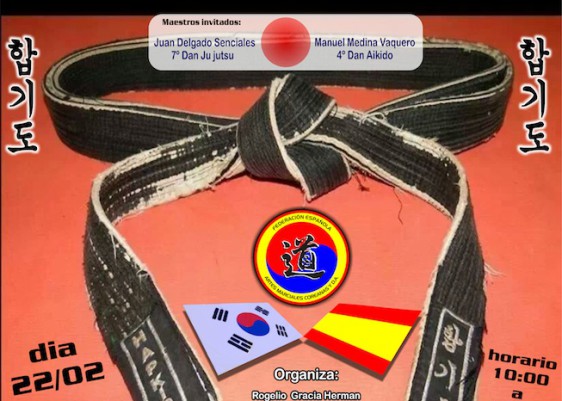 Maestros invitados:
Juan Delgado Senciales
7º Dan Ju jutsu
Manuel Medina Vaquero
4º Dan Aikido
합기도
합기도
FEDERACIÓN ESPAÑOLA
道
ARTES MARCIALES COREANAS Y D.A.
dia
22/02
HAPKID
horario
10:00
a
Organiza:
Rogelio Gracia Herman